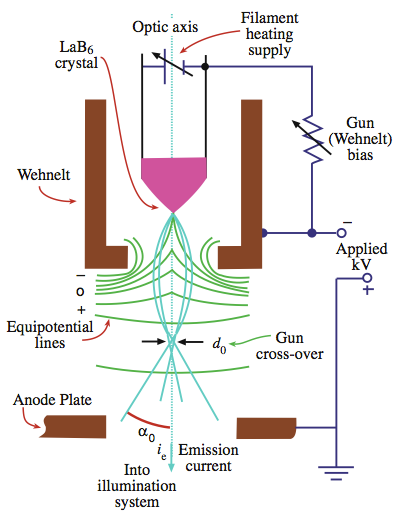 Optic axis
Filament
heating
supply
LaB6
crystal
Gun
(Wehnelt)
bias
Wehnelt
−
Applied
kV
+
−
o
+
Equipotential
lines
d0
Gun
cross-over
Anode Plate
α0
ie
Emission
current
Into
illumination
system